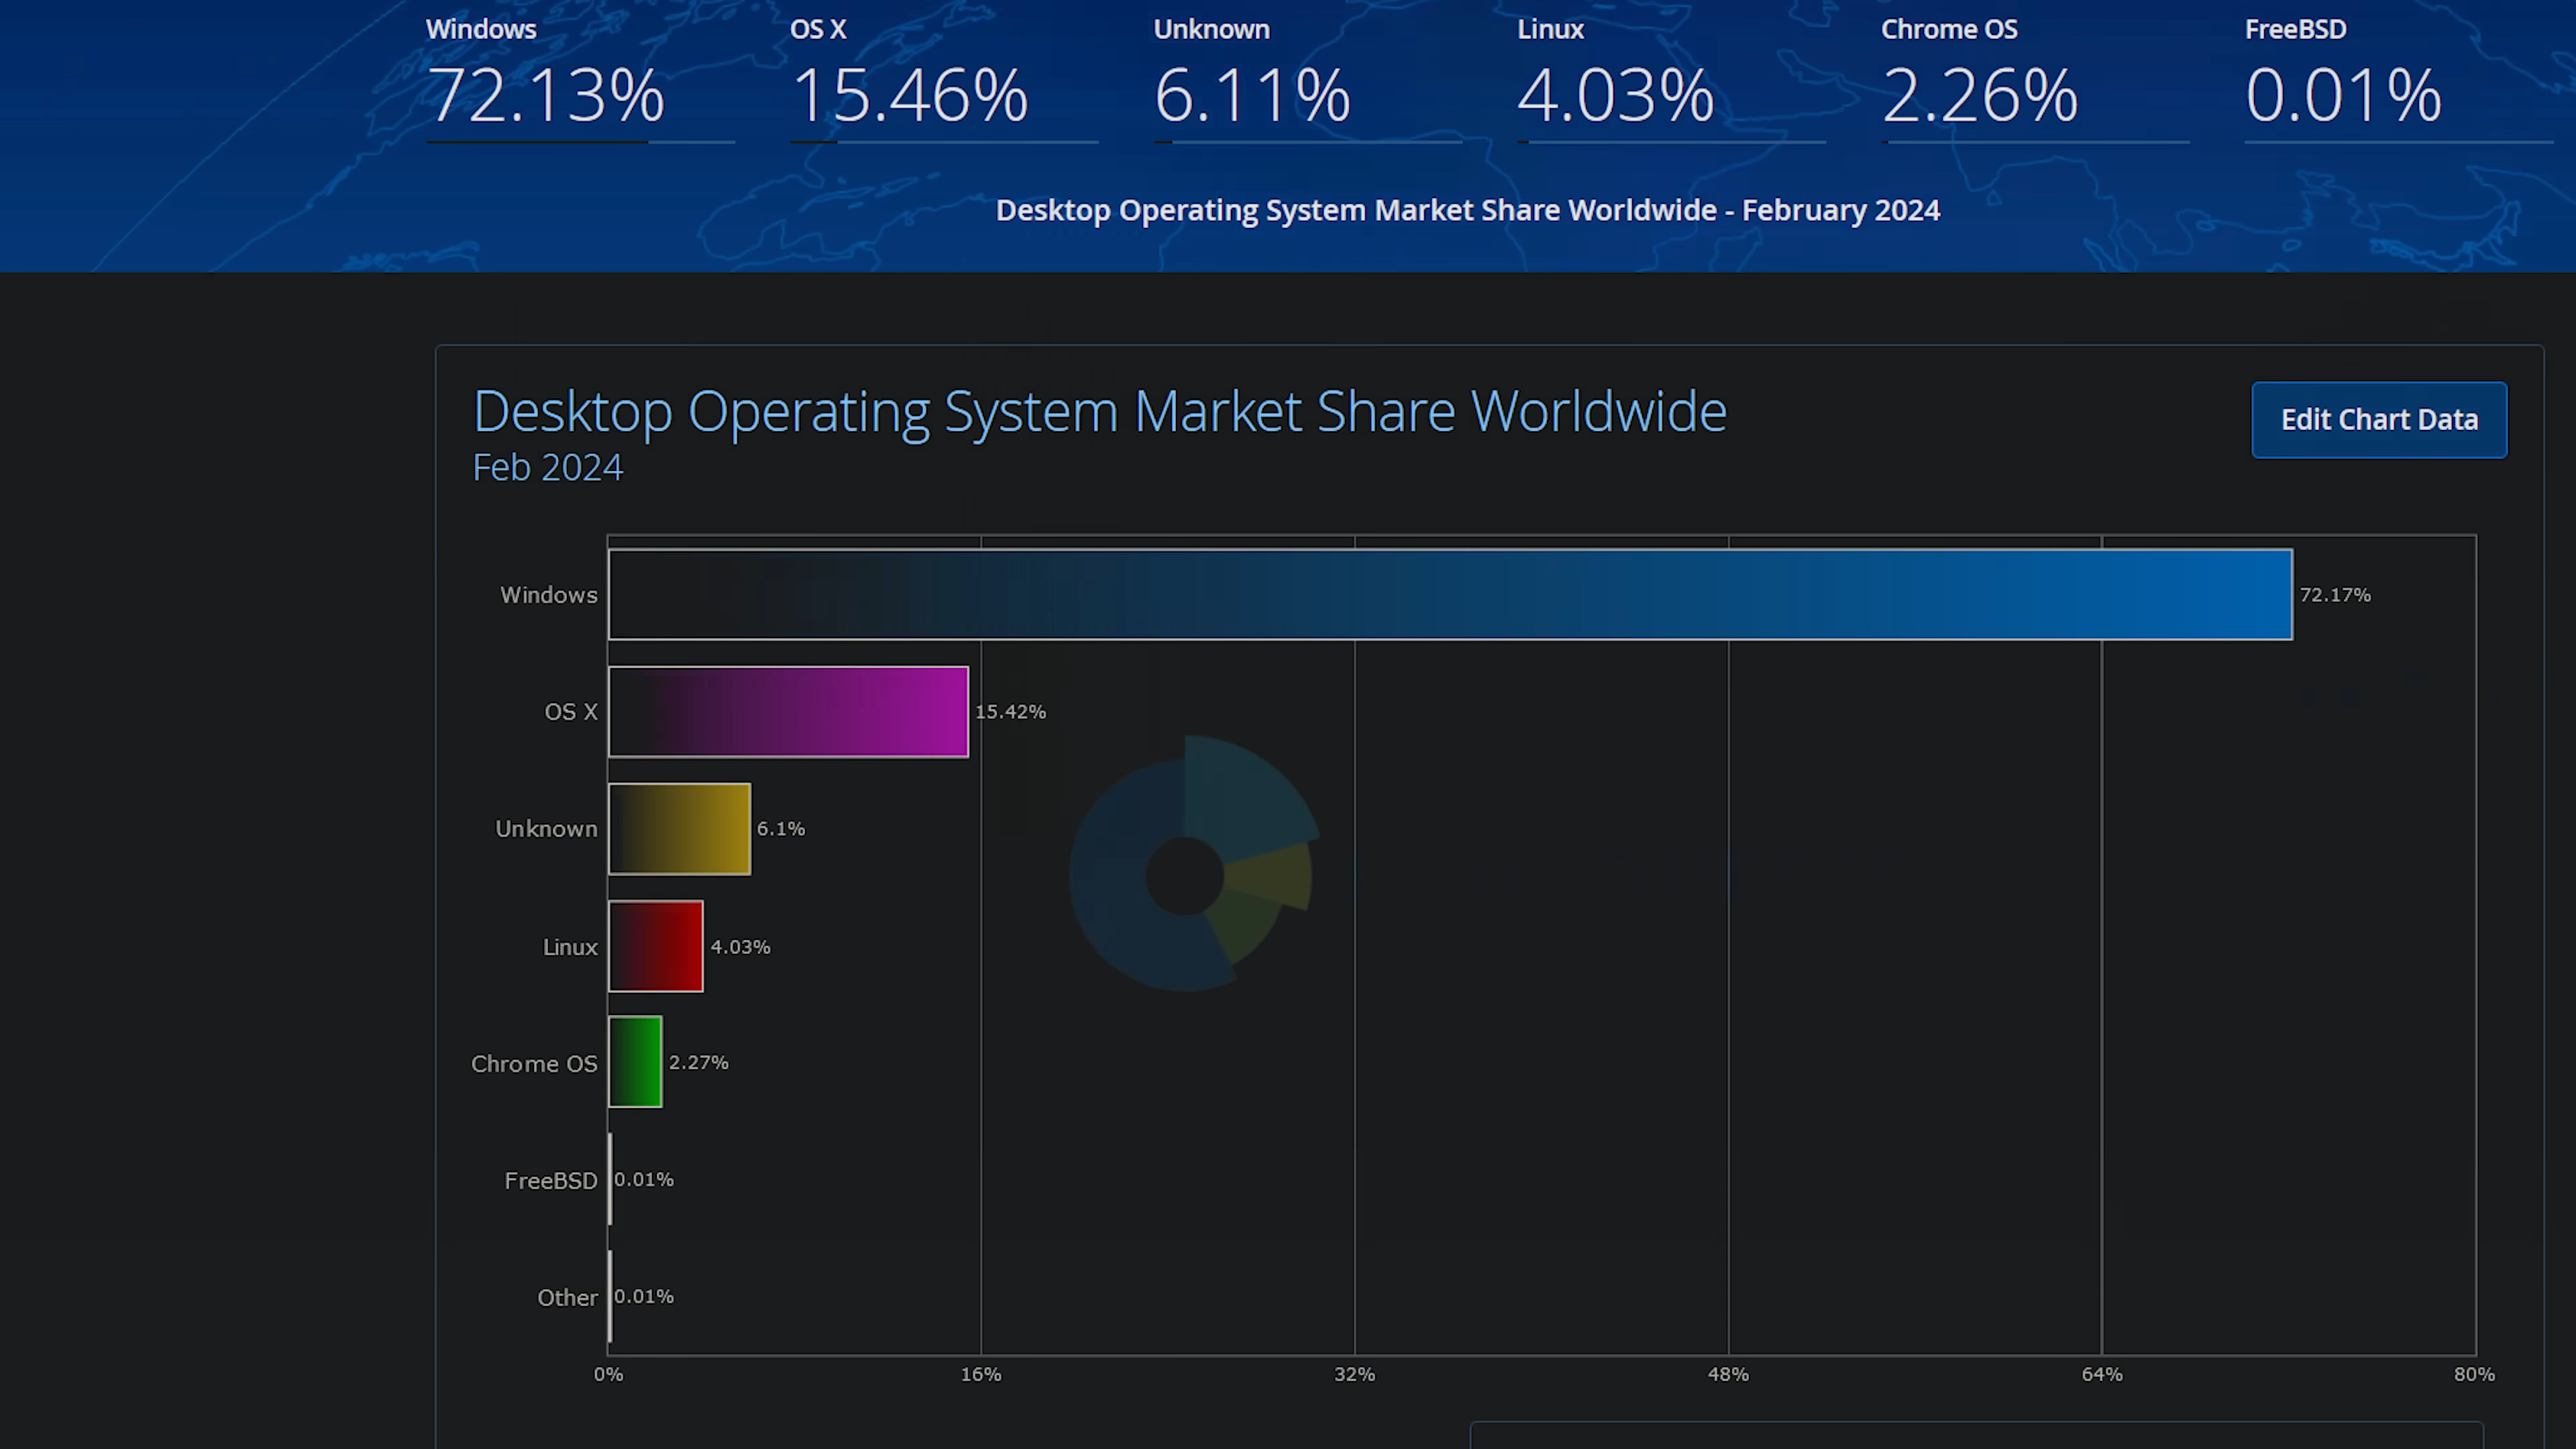 Windows OS X Unknown Linux Chrome OS FreeBSD
72.13% 15.46% 6.11% 4.03% 2.26% 0.01%
Desktop Operating System Market Share Worldwide - February 2024
Desktop Operating System Market Share Worldwide
Feb 2024
Edit Chart Data
Windows 72.17%
OS X 15.42%
Unknown 6.1%
Linux 4.03%
Chrome OS 2.27%
FreeBSD 0.01%
Other 0.01%
0% 16% 32% 48% 64% 80%